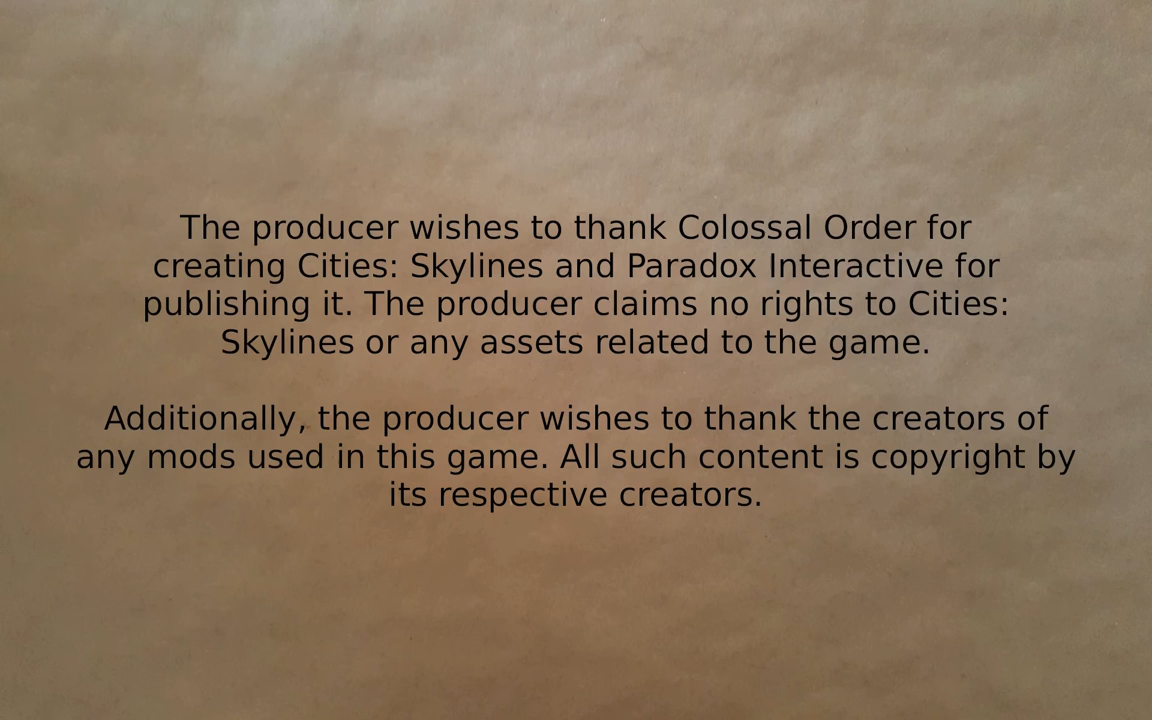 The producer wishes to thank Colossal Order for
creating Cities: Skylines and Paradox Interactive for
publishing it. The producer claims no rights to Cities:
Skylines or any assets related to the game.
Additionally, the producer wishes to thank the creators of
any mods used in this game. All such content is copyright by
its respective creators.